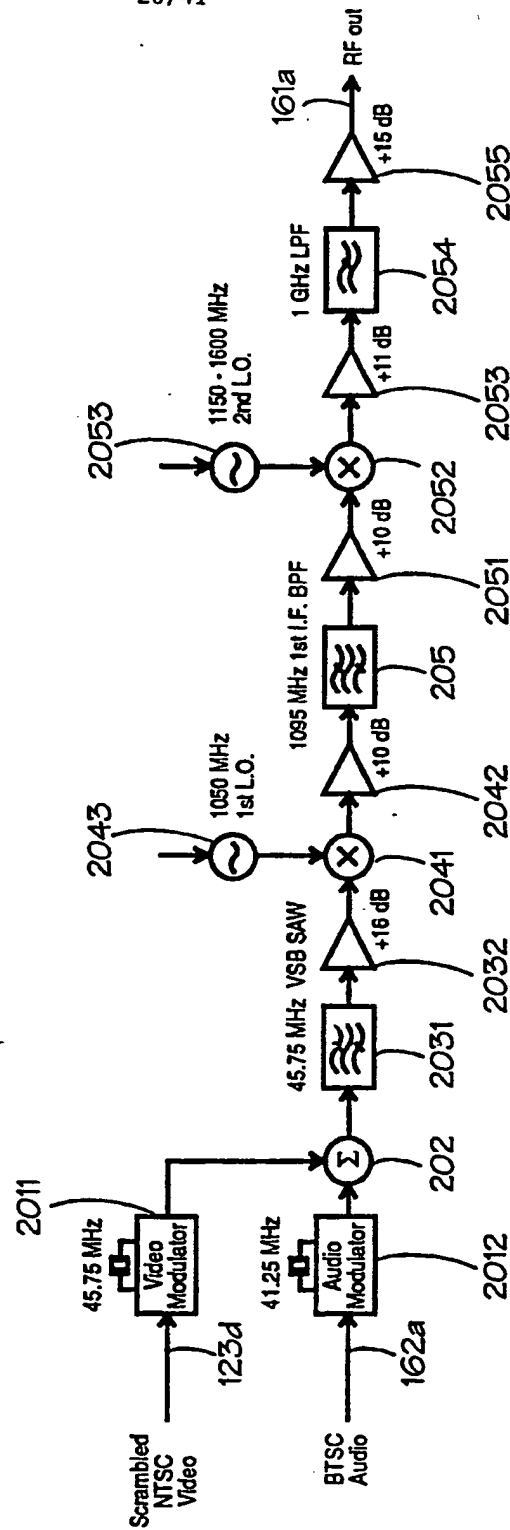 Scrambled
NTSC
Video
123d
45.75 MHz
Video
Modulator
2011
BTSC
Audio
162a
41.25 MHz
Audio
Modulator
2012
Σ
202
45.75 MHz VSB SAW
2031
+16 dB
2032
1050 MHz
1st L.O.
2043
X
2041
+10 dB
2042
1095 MHz 1st I.F. BPF
205
+10 dB
2051
1150 - 1600 MHz
2nd L.O.
2053
X
2052
+11 dB
2053
1 GHz LPF
2054
+15 dB
2055
161a
RF out